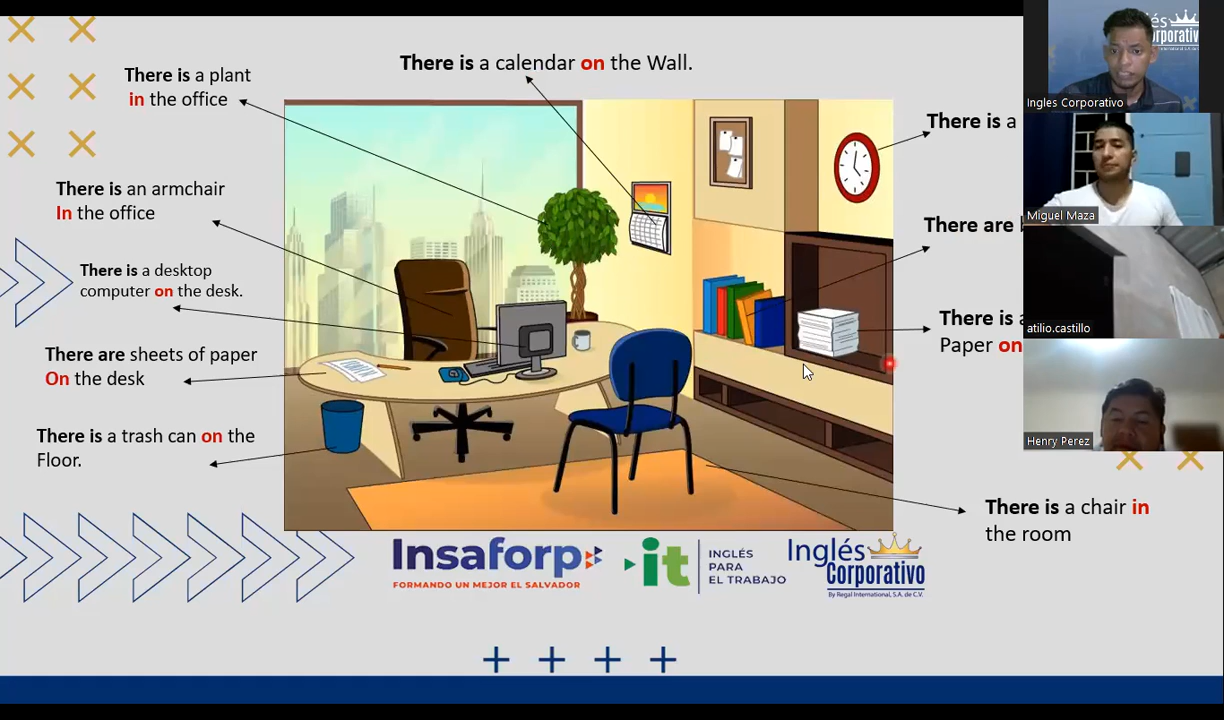 There is a plant
in the office
There is a calendar on the Wall.
There is an armchair
In the office
There is a desktop
computer on the desk.
There are sheets of paper
On the desk
There is a trash can on the
Floor.
There is a
There are
There is
Paper on
There is a chair in
the room
Insaforp
FORMANDO UN MEJOR EL SALVADOR
it
INGLÉS
PARA
EL TRABAJO
Inglés
Corporativo
By Regal International, S.A. de C.V.
Ingles Corporativo
Miguel Maza
atilio.castillo
Henry Perez